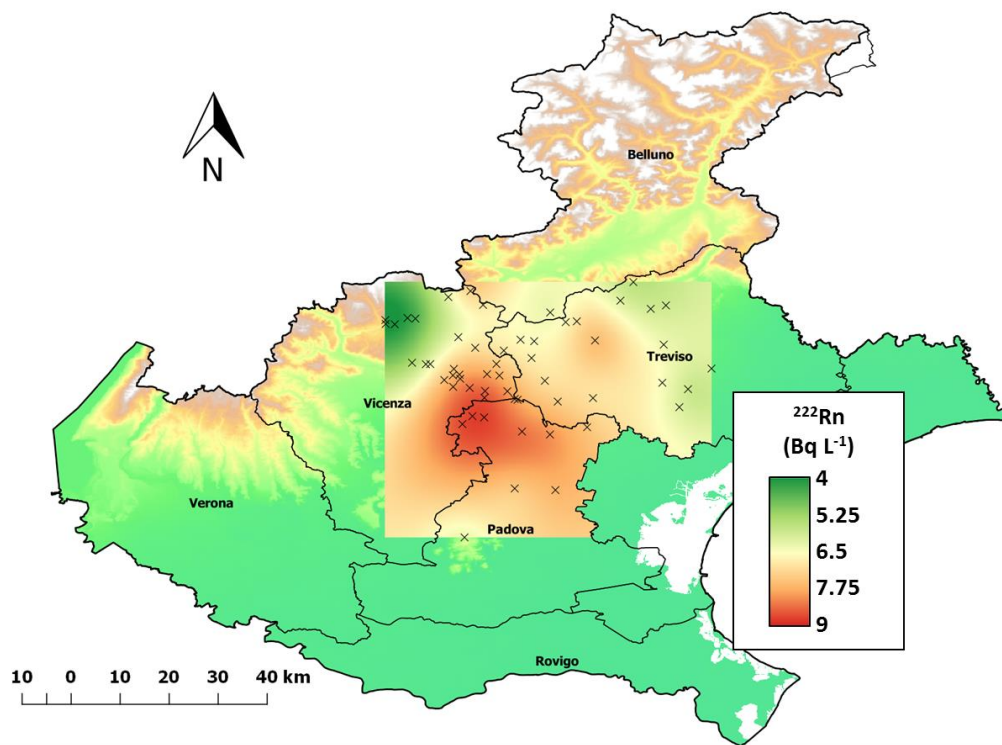 N
Belluno
Treviso
Vicenza
Verona
Padova
Rovigo
²²²Rn
(Bq L⁻¹)
4
5.25
6.5
7.75
9
10 0 10 20 30 40 km